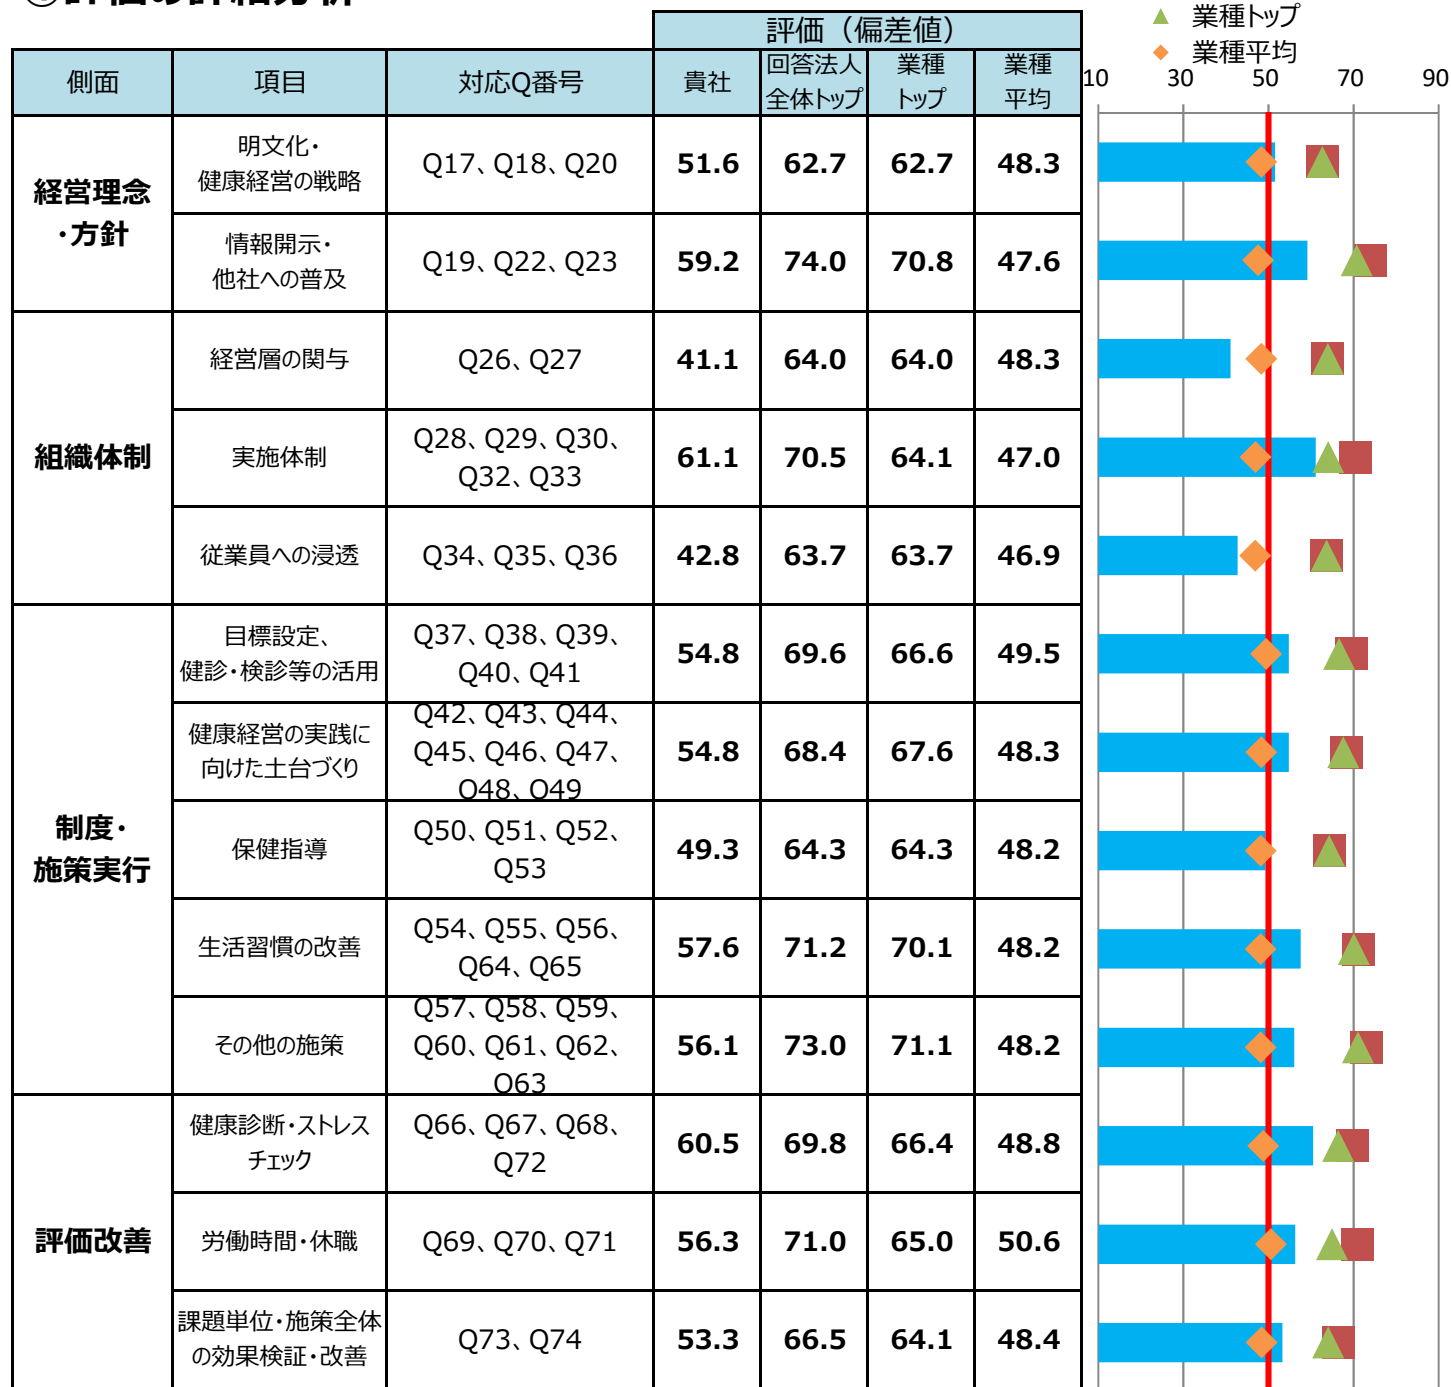 評価（偏差値）
▲ 業種トップ
◆ 業種平均
側面 項目 対応Q番号 貴社 回答法人 業種 業種
全体トップ トップ 平均
10 30 50 70 90
経営理念
・方針
明文化・
健康経営の戦略
Q17、Q18、Q20 51.6 62.7 62.7 48.3
情報開示・
他社への普及
Q19、Q22、Q23 59.2 74.0 70.8 47.6
組織体制
経営層の関与 Q26、Q27 41.1 64.0 64.0 48.3
実施体制
Q28、Q29、Q30、
Q32、Q33
61.1 70.5 64.1 47.0
従業員への浸透 Q34、Q35、Q36 42.8 63.7 63.7 46.9
制度・
施策実行
目標設定、
健診・検診等の活用
Q37、Q38、Q39、
Q40、Q41
54.8 69.6 66.6 49.5
健康経営の実践に
向けた土台づくり
Q42、Q43、Q44、
Q45、Q46、Q47、
Q48、Q49
54.8 68.4 67.6 48.3
保健指導
Q50、Q51、Q52、
Q53
49.3 64.3 64.3 48.2
生活習慣の改善
Q54、Q55、Q56、
Q64、Q65
57.6 71.2 70.1 48.2
その他の施策
Q57、Q58、Q59、
Q60、Q61、Q62、
Q63
56.1 73.0 71.1 48.2
評価改善
健康診断・ストレス
チェック
Q66、Q67、Q68、
Q72
60.5 69.8 66.4 48.8
労働時間・休職 Q69、Q70、Q71 56.3 71.0 65.0 50.6
課題単位・施策全体
の効果検証・改善
Q73、Q74 53.3 66.5 64.1 48.4